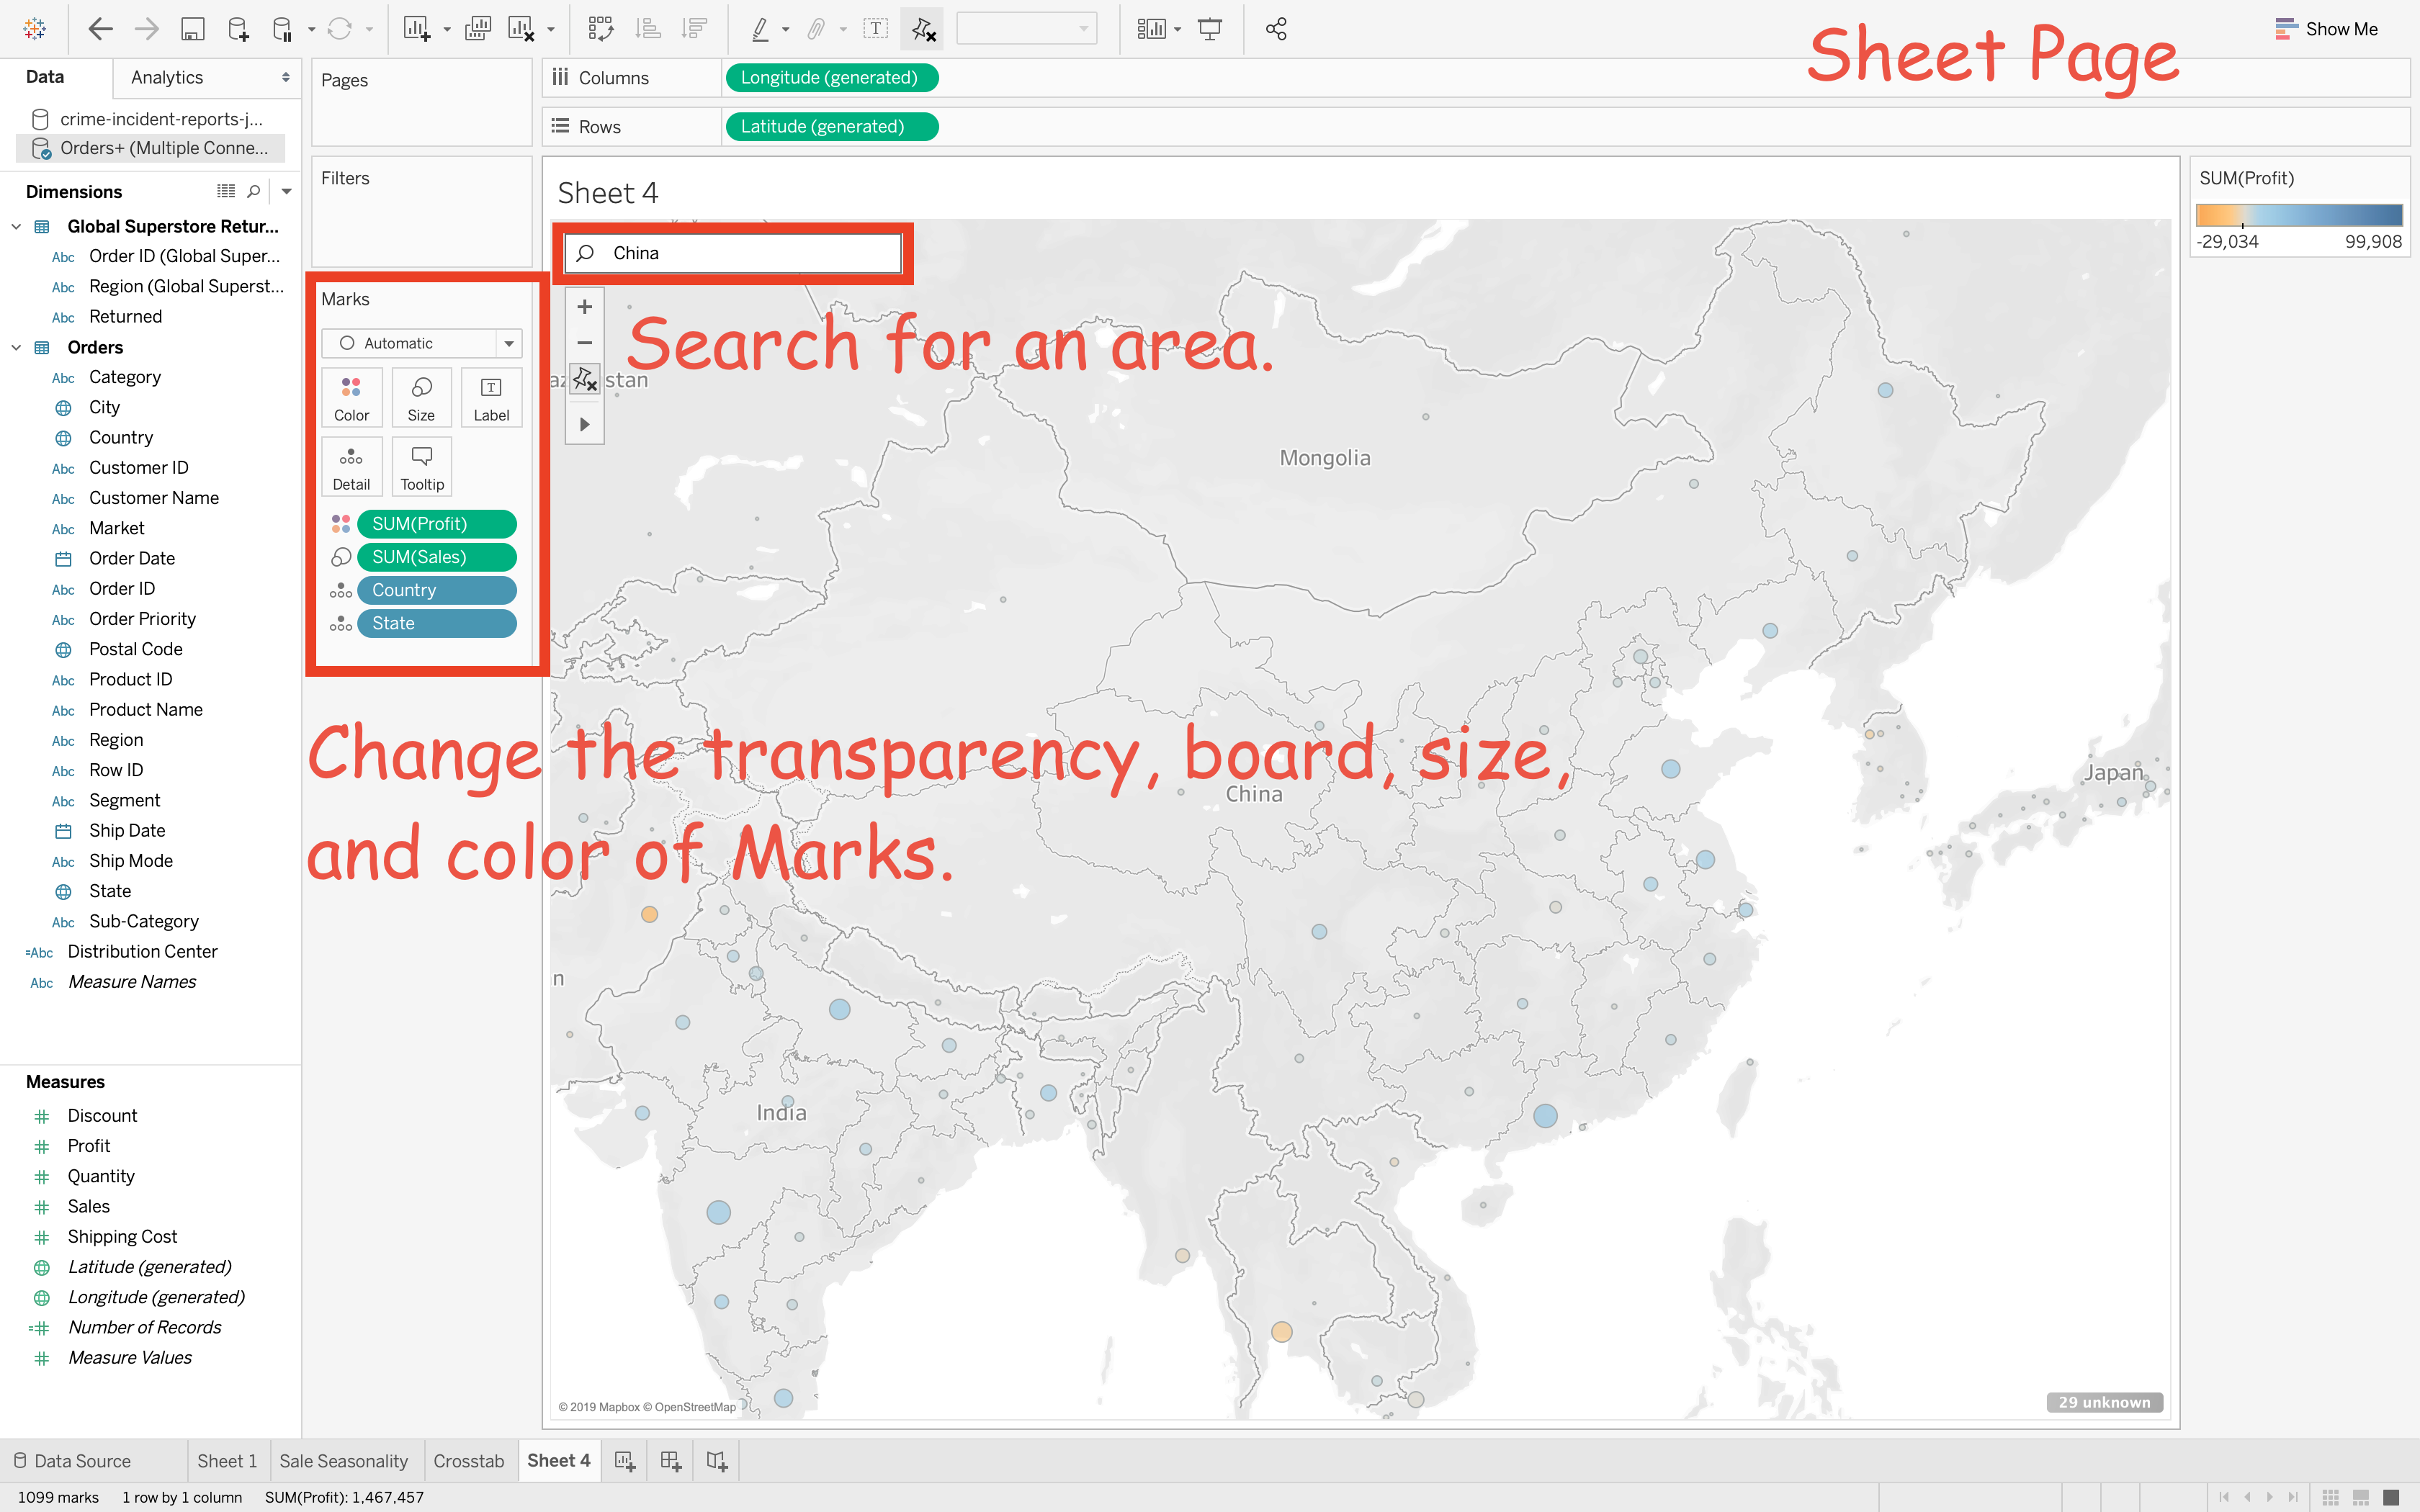 Show Me
Sheet Page
Data
Analytics
crime-incident-reports-j...
Orders+ (Multiple Conne...
Dimensions
Global Superstore Retur...
Abc Order ID (Global Super...
Abc Region (Global Superst...
Abc Returned
Orders
Abc Category
City
Country
Abc Customer ID
Abc Customer Name
Abc Market
Order Date
Abc Order ID
Abc Order Priority
Postal Code
Abc Product ID
Abc Product Name
Abc Region
Abc Row ID
Abc Segment
Ship Date
Abc Ship Mode
State
Abc Sub-Category
=Abc Distribution Center
Abc Measure Names
Measures
# Discount
# Profit
# Quantity
# Sales
# Shipping Cost
Latitude (generated)
Longitude (generated)
=# Number of Records
# Measure Values
Pages
Filters
Marks
Automatic
Color Size Label
Detail Tooltip
SUM(Profit)
SUM(Sales)
Country
State
Columns Longitude (generated)
Rows Latitude (generated)
Sheet 4
China
Search for an area.
stan
Mongolia
Change the transparency, board, size,
and color of Marks.
China
Japan
n
India
© 2019 Mapbox © OpenStreetMap
29 unknown
SUM(Profit)
-29,034 99,908
Data Source Sheet 1 Sale Seasonality Crosstab Sheet 4
1099 marks 1 row by 1 column SUM(Profit): 1,467,457